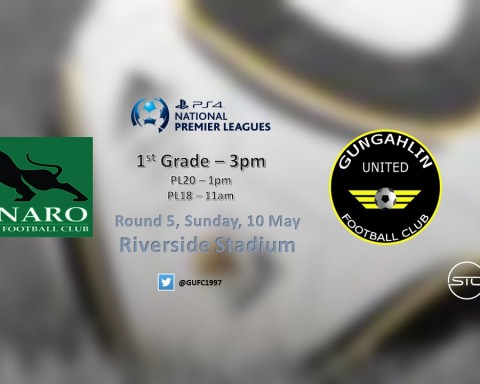 PS4
NATIONAL
PREMIER LEAGUES
1st Grade – 3pm
PL20 – 1pm
PL18 – 11am
Round 5, Sunday, 10 May
Riverside Stadium
@GUFC1997
NARO
FOOTBALL CLUB
GUNGAHLIN
UNITED
FOOTBALL CLUB